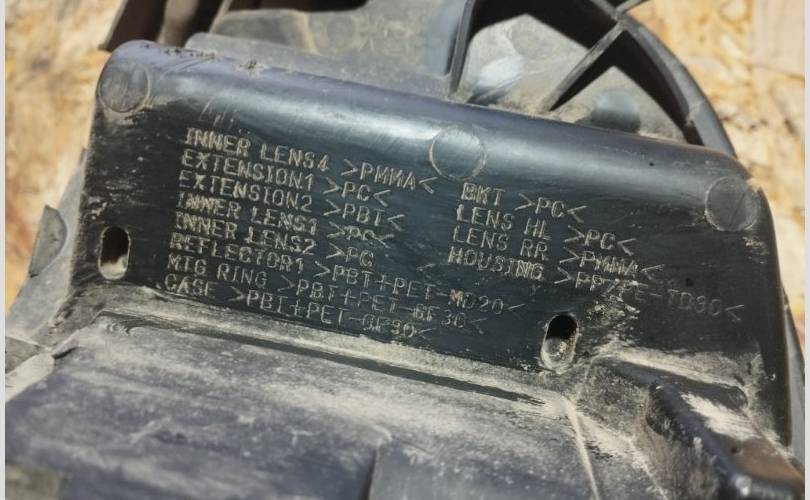 INNER LENS4 >PMMA<
EXTENSION1 >PC<
EXTENSION2 >PBT<
INNER LENS1 >PC<
INNER LENS2 >PC
REFLECTOR1 >PBT+PET-MD20<
MTG RING >PBT+PET-GF30<
CASE >PBT+PET-GF30<
BKT >PC<
LENS HL >PC<
LENS RR >PMMA<
HOUSING